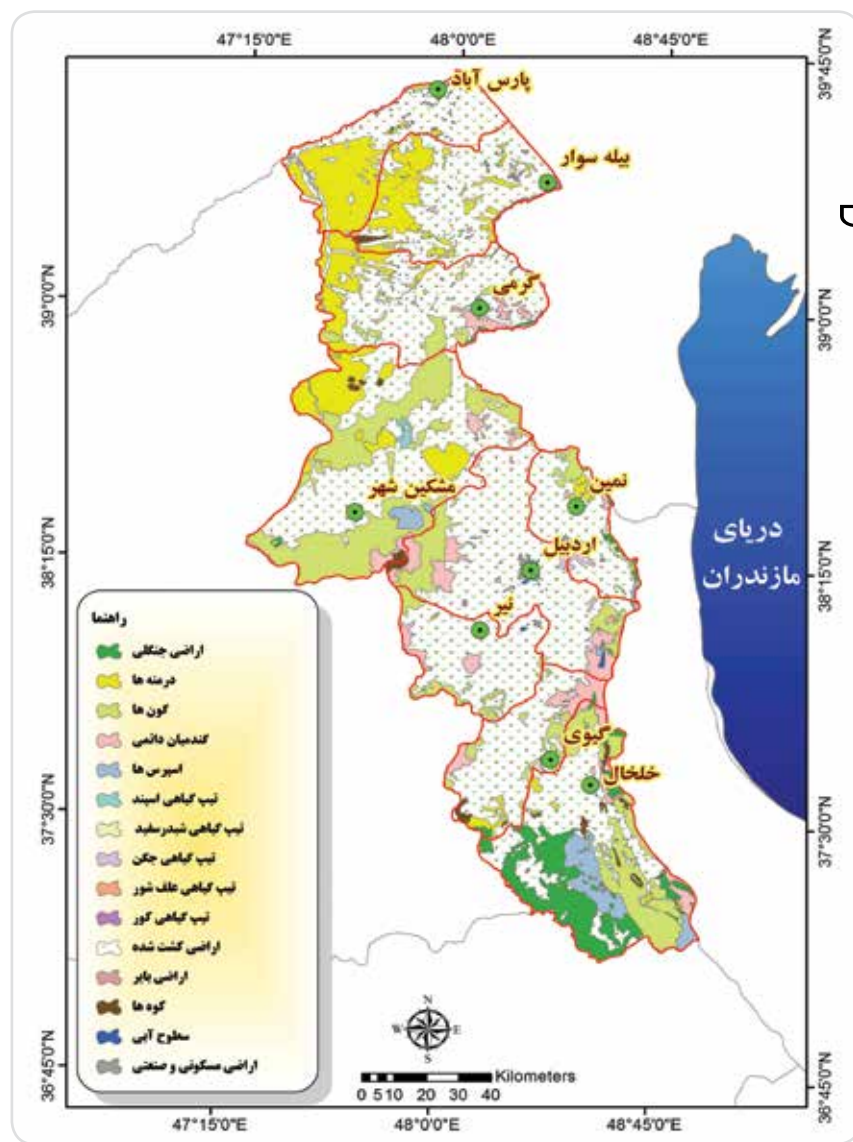 47°15'0"E
48°0'0"E
48°45'0"E
39°45'0"N
پارس آباد
بیله سوار
39°0'0"N
گرمی
39°0'0"N
نمین
مشکین شهر
اردبیل
دریای
مازندران
38°15'0"N
38°15'0"N
نیر
گیوی
خلخال
37°30'0"N
37°30'0"N
راهنما
اراضی جنگلی
درمنه ها
گون ها
گندمیان دائمی
اسپرس ها
تیپ گیاهی اسپند
تیپ گیاهی شبدرسفید
تیپ گیاهی جگن
تیپ گیاهی علف شور
تیپ گیاهی گور
اراضی کشت شده
اراضی بایر
کوه ها
سطوح آبی
اراضی مسکونی و صنعتی
N
W E
S
Kilometers
0 5 10 20 30 40
36°45'0"N
36°45'0"N
47°15'0"E
48°0'0"E
48°45'0"E